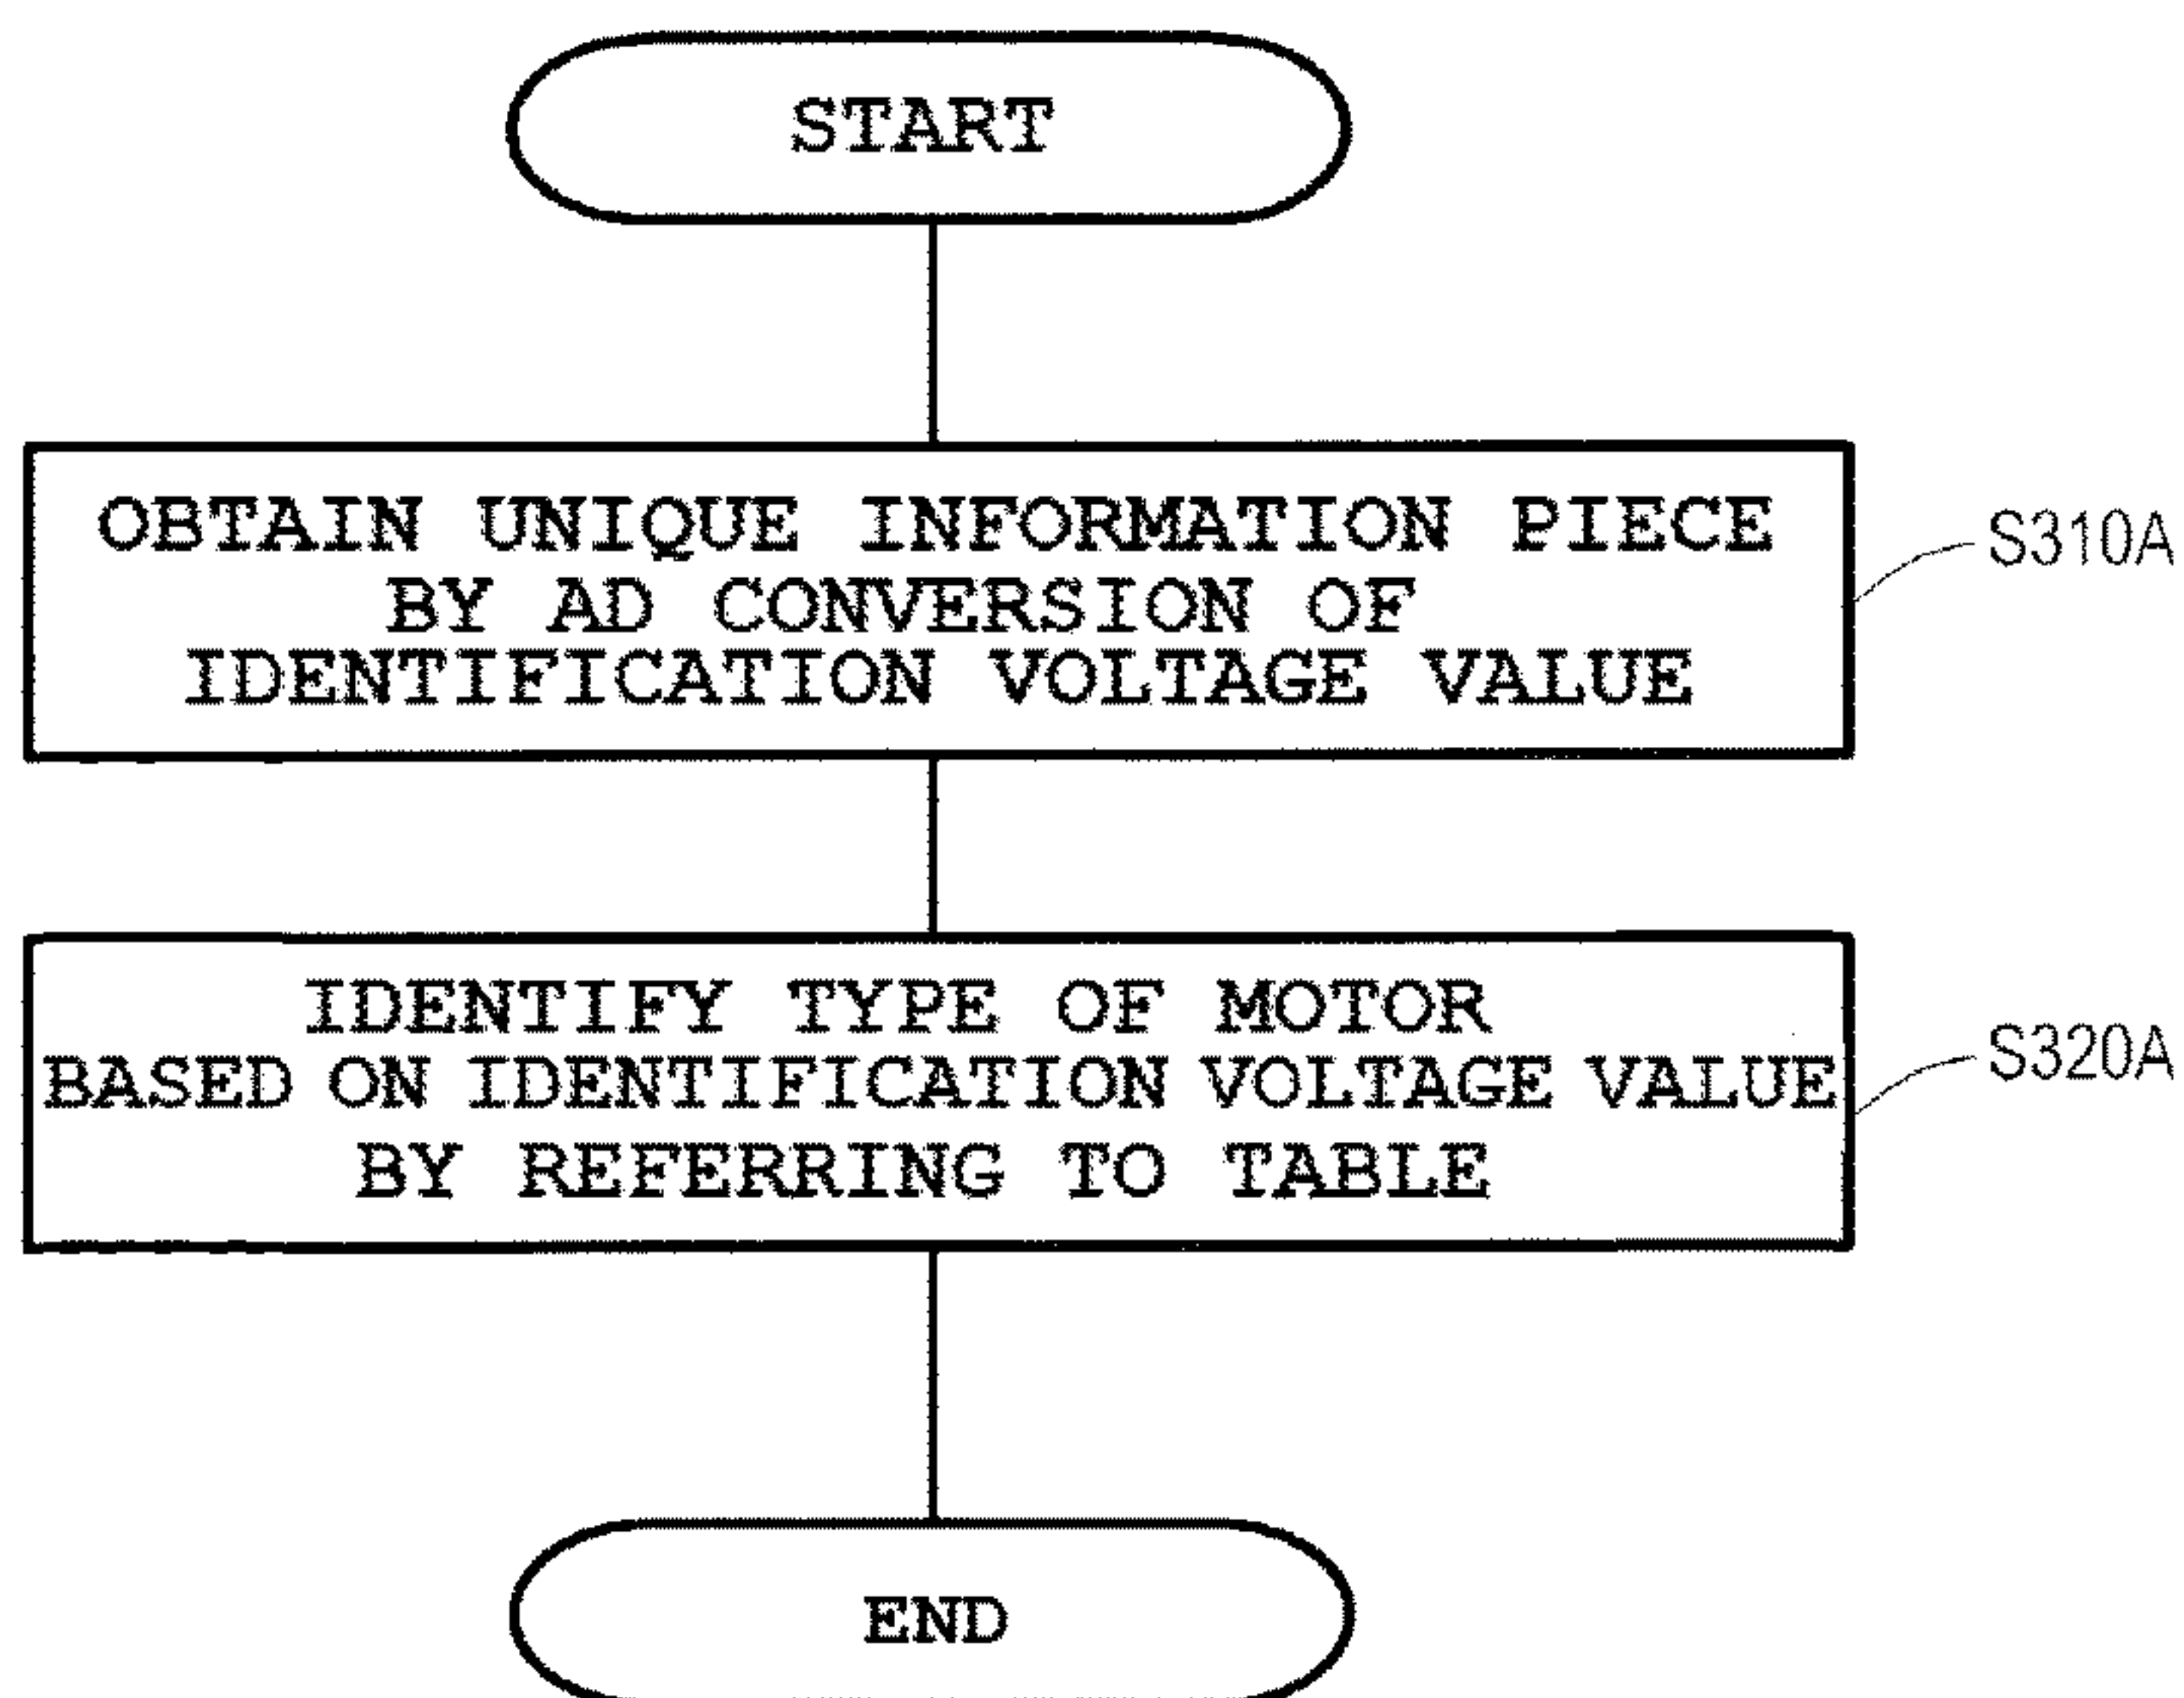 START
OBTAIN UNIQUE INFORMATION PIECE
BY AD CONVERSION OF
IDENTIFICATION VOLTAGE VALUE
S310A
IDENTIFY TYPE OF MOTOR
BASED ON IDENTIFICATION VOLTAGE VALUE
BY REFERRING TO TABLE
S320A
END